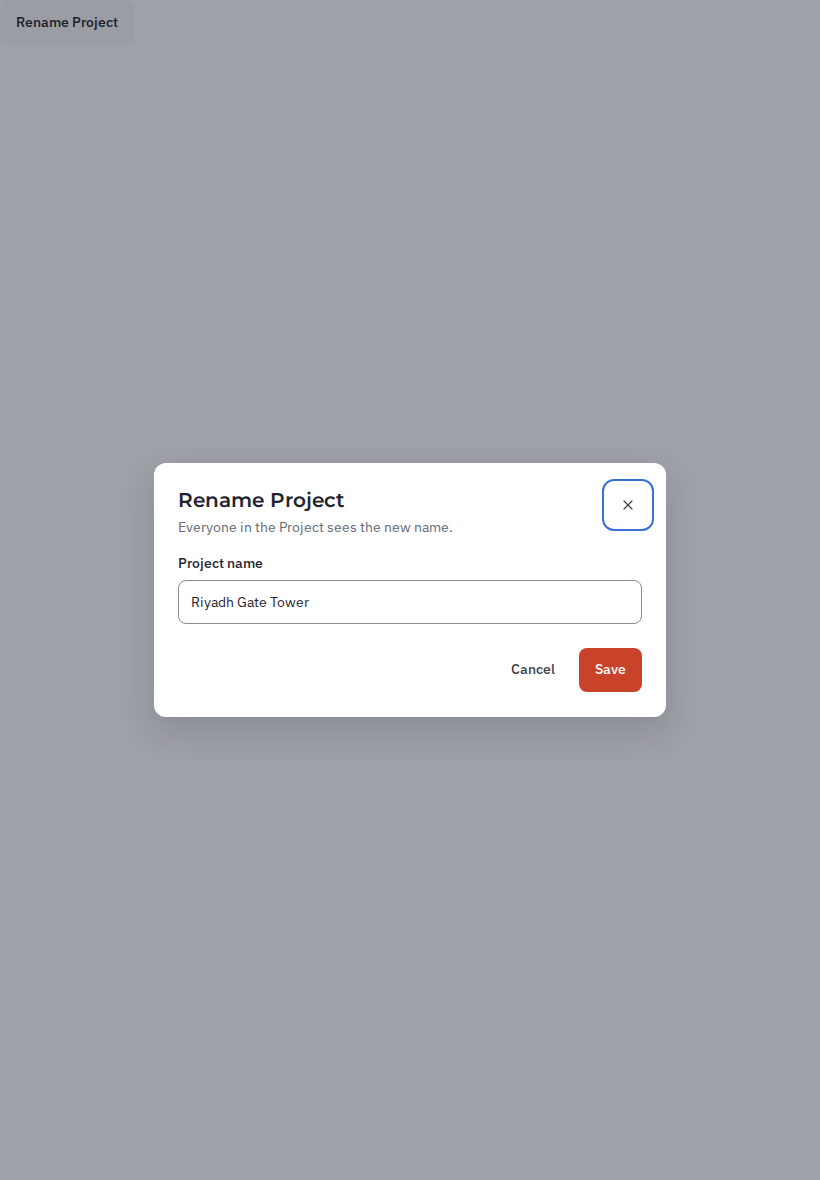 Rename Project
Rename Project
Everyone in the Project sees the new name.
Project name
Riyadh Gate Tower
Cancel
Save